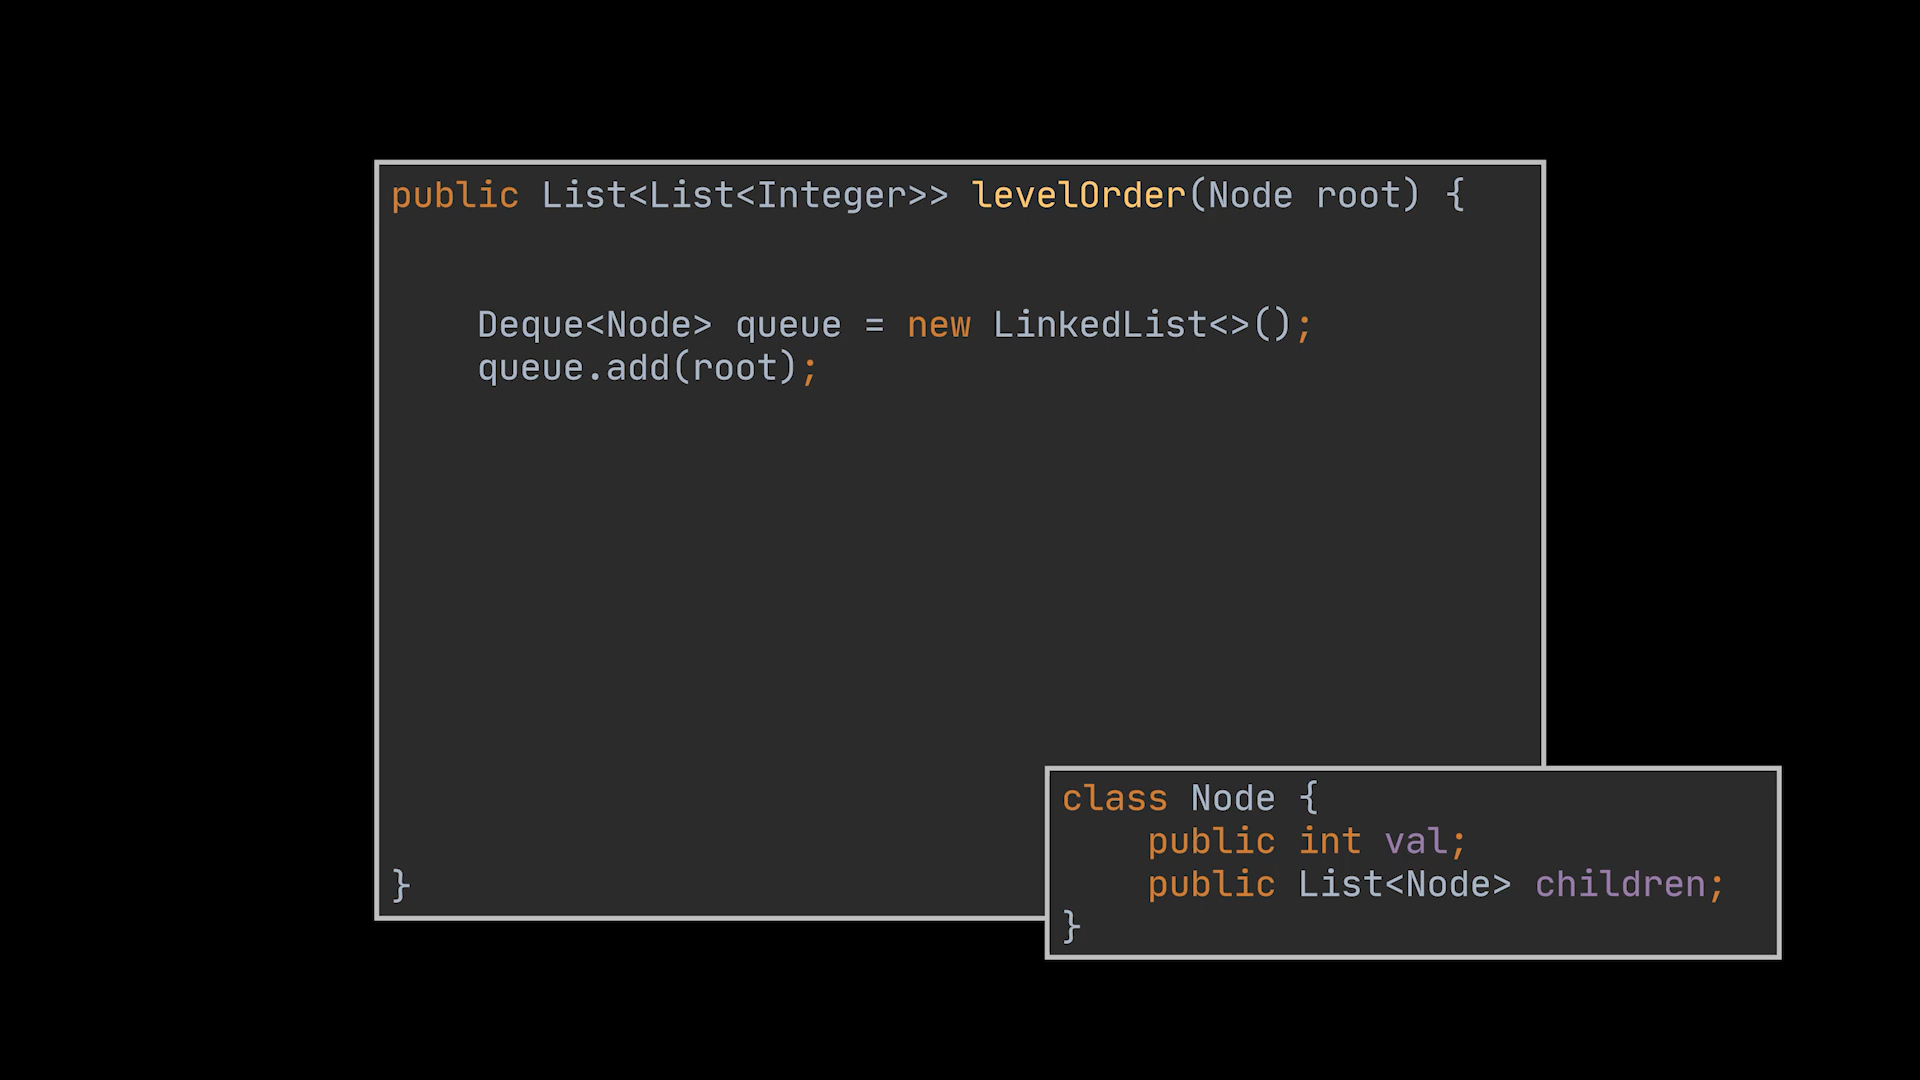 public List<List<Integer>> levelOrder(Node root) {
Deque<Node> queue = new LinkedList<>();
queue.add(root);
}
class Node {
public int val;
public List<Node> children;
}